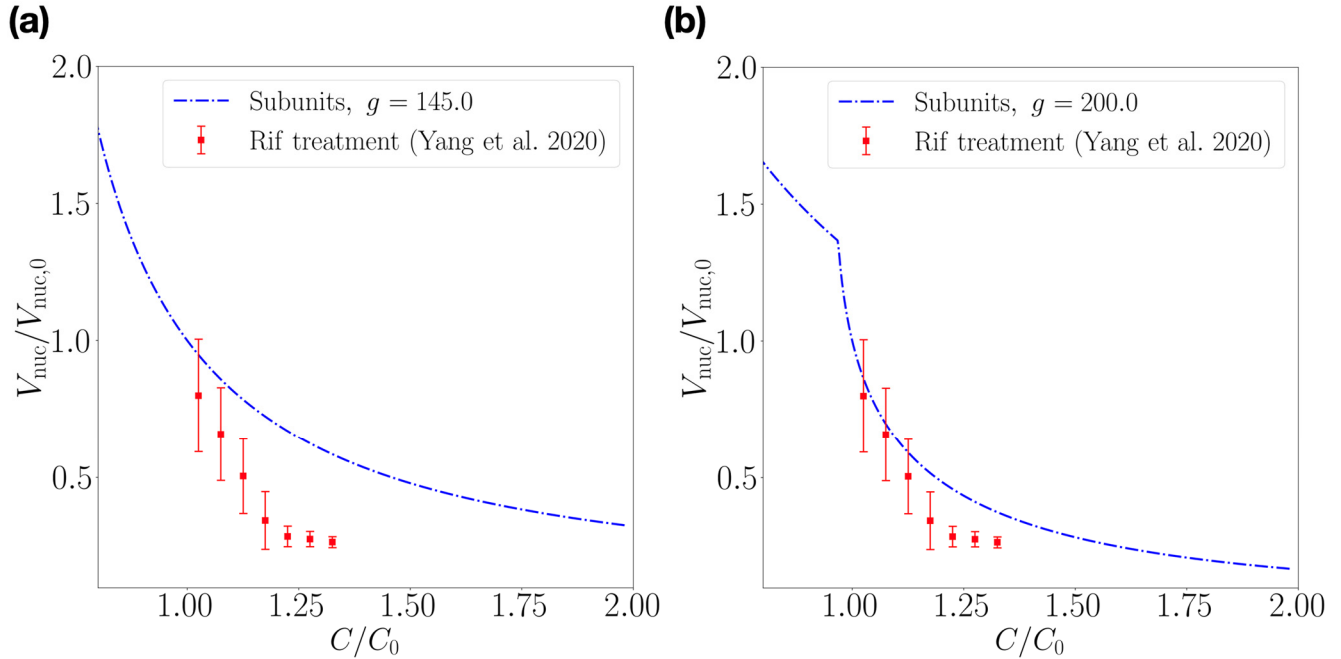 (a)
2.0
1.5
1.0
0.5
V_nuc/V_nuc,0
Subunits, g = 145.0
Rif treatment (Yang et al. 2020)
1.00 1.25 1.50 1.75 2.00
C/C_0
(b)
2.0
1.5
1.0
0.5
V_nuc/V_nuc,0
Subunits, g = 200.0
Rif treatment (Yang et al. 2020)
1.00 1.25 1.50 1.75 2.00
C/C_0